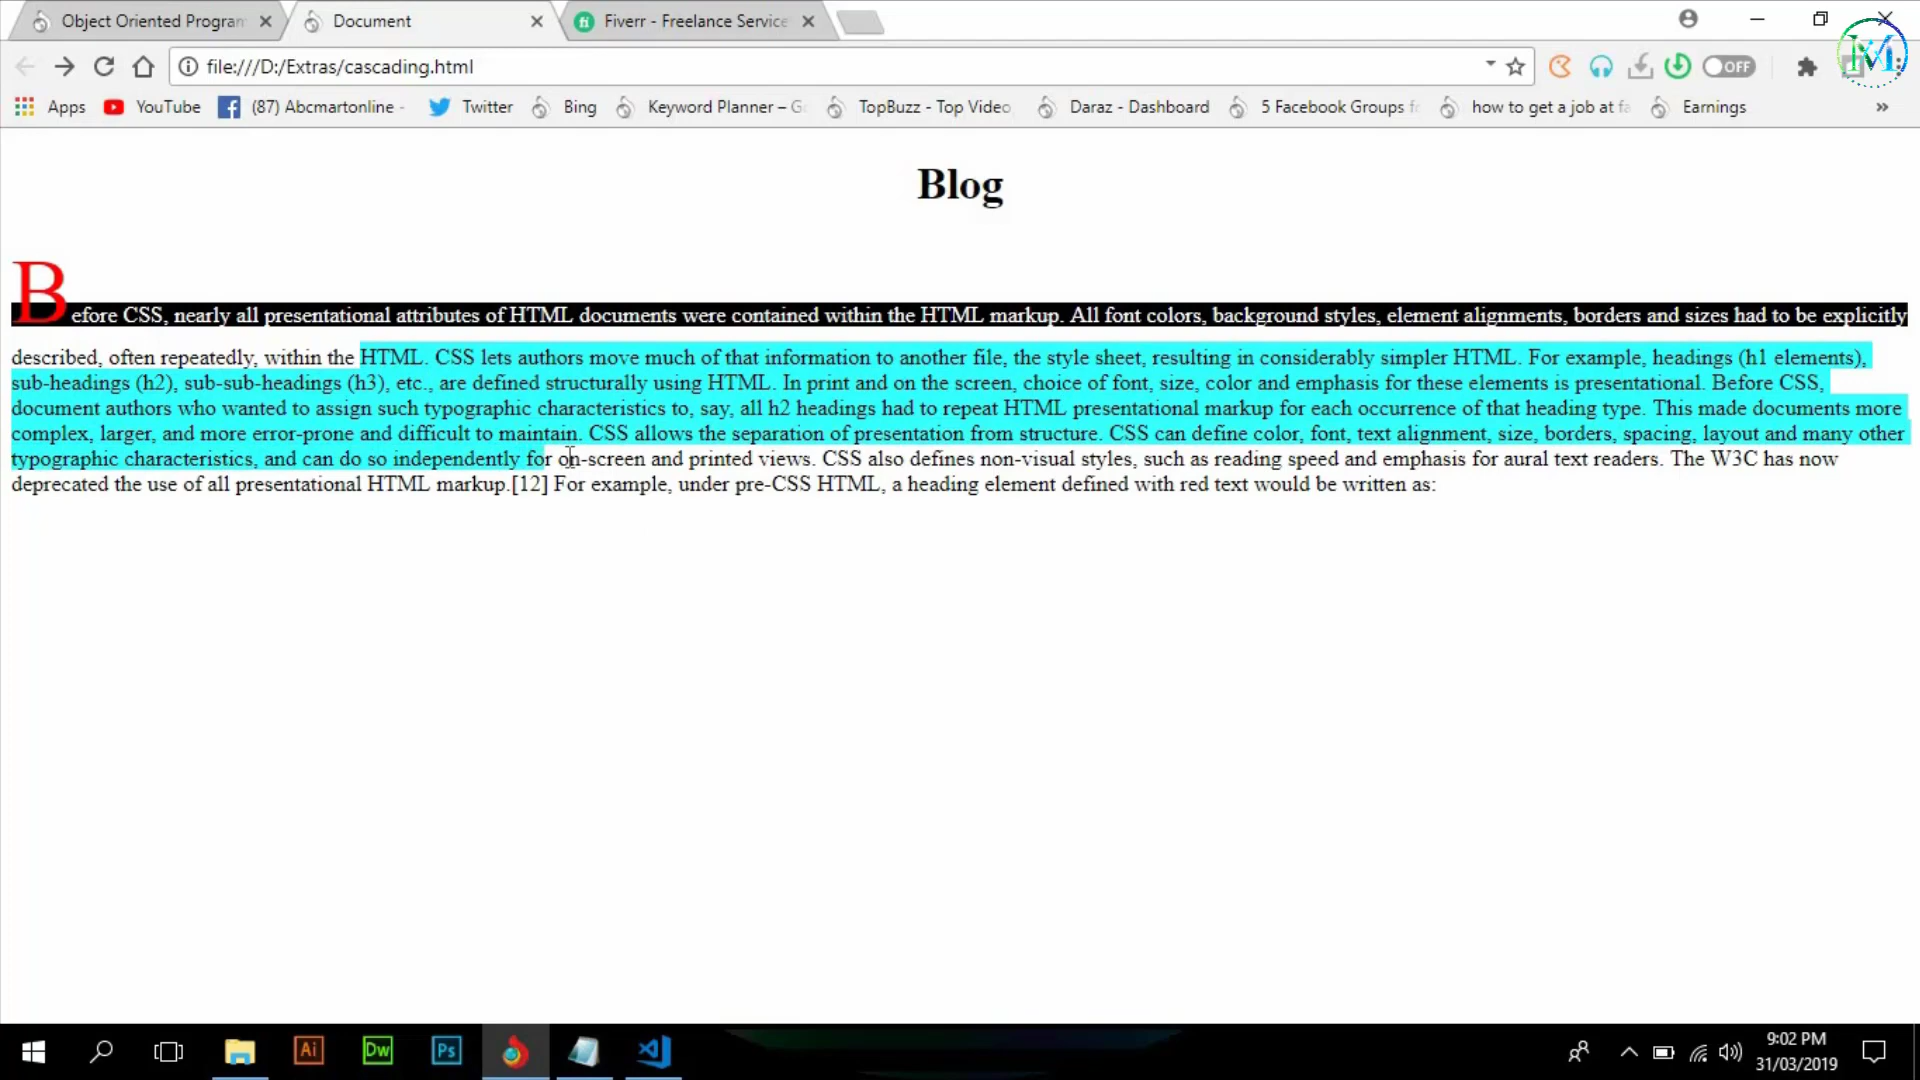 Object Oriented Program
Document
Fiverr - Freelance Service
file:///D:/Extras/cascading.html
OFF
Apps
YouTube
(87) Abcmartonline -
Twitter
Bing
Keyword Planner – G
TopBuzz - Top Video
Daraz - Dashboard
5 Facebook Groups f
how to get a job at fa
Earnings
»
Blog
Before CSS, nearly all presentational attributes of HTML documents were contained within the HTML markup. All font colors, background styles, element alignments, borders and sizes had to be explicitly
described, often repeatedly, within the HTML. CSS lets authors move much of that information to another file, the style sheet, resulting in considerably simpler HTML. For example, headings (h1 elements),
sub-headings (h2), sub-sub-headings (h3), etc., are defined structurally using HTML. In print and on the screen, choice of font, size, color and emphasis for these elements is presentational. Before CSS,
document authors who wanted to assign such typographic characteristics to, say, all h2 headings had to repeat HTML presentational markup for each occurrence of that heading type. This made documents more
complex, larger, and more error-prone and difficult to maintain. CSS allows the separation of presentation from structure. CSS can define color, font, text alignment, size, borders, spacing, layout and many other
typographic characteristics, and can do so independently for on-screen and printed views. CSS also defines non-visual styles, such as reading speed and emphasis for aural text readers. The W3C has now
deprecated the use of all presentational HTML markup.[12] For example, under pre-CSS HTML, a heading element defined with red text would be written as:
Ai
Dw
Ps
9:02 PM
31/03/2019